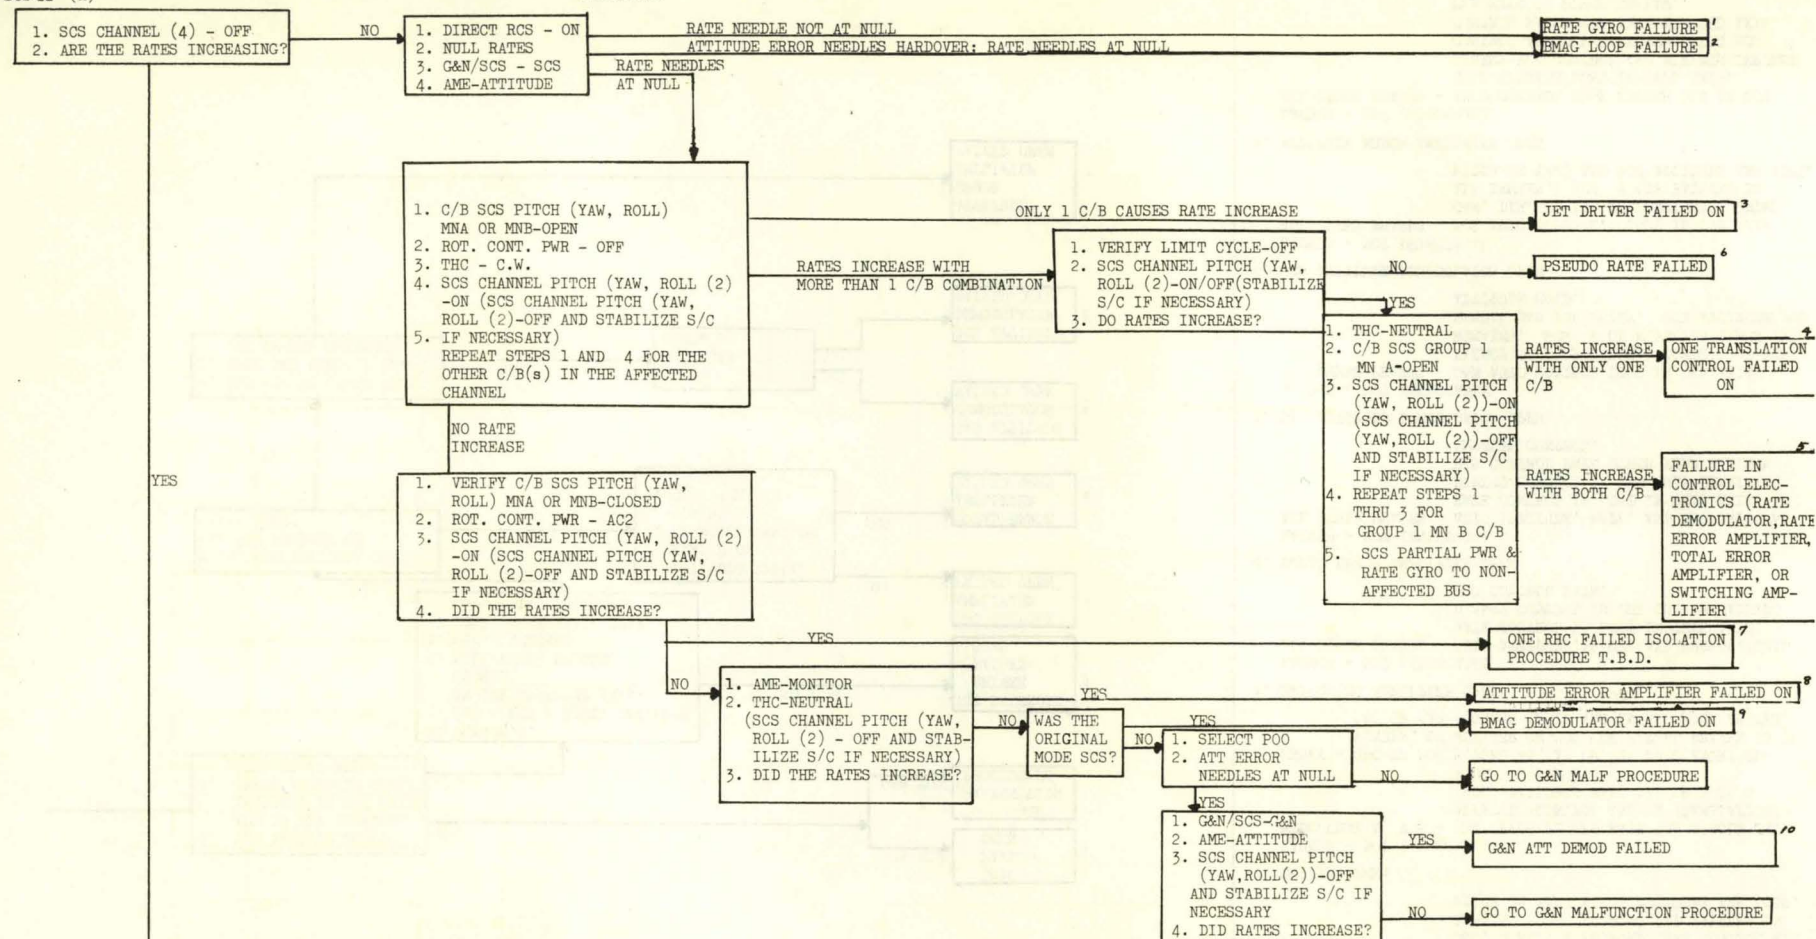 1. SCS CHANNEL (4) - OFF
2. ARE THE RATES INCREASING?
NO
YES
1. DIRECT RCS - ON
2. NULL RATES
3. G&N/SCS - SCS
4. AME-ATTITUDE
RATE NEEDLE NOT AT NULL
RATE GYRO FAILURE 1
ATTITUDE ERROR NEEDLES HARDOVER: RATE NEEDLES AT NULL
BMAG LOOP FAILURE 2
RATE NEEDLES
AT NULL
1. C/B SCS PITCH (YAW, ROLL)
MNA OR MNB-OPEN
2. ROT. CONT. PWR - OFF
3. THC - C.W.
4. SCS CHANNEL PITCH (YAW, ROLL (2)
-ON (SCS CHANNEL PITCH (YAW,
ROLL (2)-OFF AND STABILIZE S/C
5. IF NECESSARY)
REPEAT STEPS 1 AND 4 FOR THE
OTHER C/B(s) IN THE AFFECTED
CHANNEL
ONLY 1 C/B CAUSES RATE INCREASE
JET DRIVER FAILED ON 3
RATES INCREASE WITH
MORE THAN 1 C/B COMBINATION
1. VERIFY LIMIT CYCLE-OFF
2. SCS CHANNEL PITCH (YAW,
ROLL (2)-ON/OFF(STABILIZE
S/C IF NECESSARY)
3. DO RATES INCREASE?
NO
PSEUDO RATE FAILED 6
YES
1. THC-NEUTRAL
2. C/B SCS GROUP 1
MN A-OPEN
3. SCS CHANNEL PITCH
(YAW, ROLL (2))-ON
(SCS CHANNEL PITCH
(YAW,ROLL (2))-OFF
AND STABILIZE S/C
IF NECESSARY)
4. REPEAT STEPS 1
THRU 3 FOR
GROUP 1 MN B C/B
5. SCS PARTIAL PWR &
RATE GYRO TO NON-
AFFECTED BUS
RATES INCREASE
WITH ONLY ONE
C/B
4
ONE TRANSLATION
CONTROL FAILED
ON
RATES INCREASE
WITH BOTH C/B
5
FAILURE IN
CONTROL ELEC-
TRONICS (RATE
DEMODULATOR,RATE
ERROR AMPLIFIER,
TOTAL ERROR
AMPLIFIER, OR
SWITCHING AMP-
LIFIER
NO RATE
INCREASE
1. VERIFY C/B SCS PITCH (YAW,
ROLL) MNA OR MNB-CLOSED
2. ROT. CONT. PWR - AC2
3. SCS CHANNEL PITCH (YAW, ROLL (2)
-ON (SCS CHANNEL PITCH (YAW,
ROLL (2)-OFF AND STABILIZE S/C
IF NECESSARY)
4. DID THE RATES INCREASE?
YES
ONE RHC FAILED ISOLATION 7
PROCEDURE T.B.D.
NO
1. AME-MONITOR
2. THC-NEUTRAL
(SCS CHANNEL PITCH (YAW,
ROLL (2) - OFF AND STAB-
ILIZE S/C IF NECESSARY)
3. DID THE RATES INCREASE?
YES
ATTITUDE ERROR AMPLIFIER FAILED ON 8
NO
WAS THE
ORIGINAL
MODE SCS?
YES
BMAG DEMODULATOR FAILED ON 9
NO
1. SELECT POO
2. ATT ERROR
NEEDLES AT NULL
NO
GO TO G&N MALF PROCEDURE
YES
1. G&N/SCS-G&N
2. AME-ATTITUDE
3. SCS CHANNEL PITCH
(YAW,ROLL(2))-OFF
AND STABILIZE S/C IF
NECESSARY
4. DID RATES INCREASE?
YES
G&N ATT DEMOD FAILED 10
NO
GO TO G&N MALFUNCTION PROCEDURE